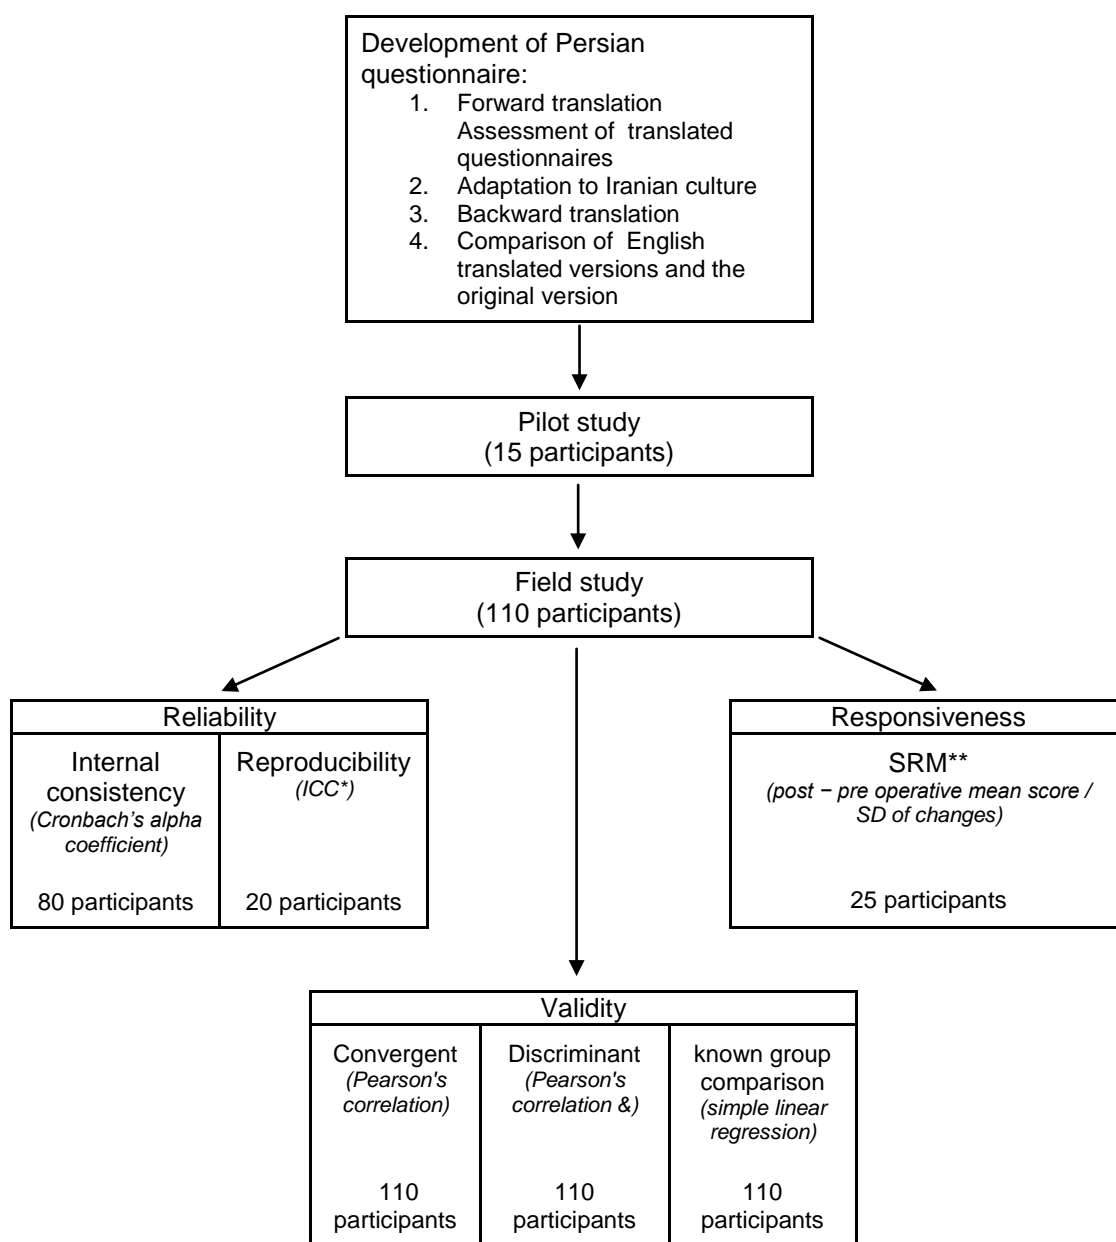 Development of Persian
questionnaire:
1. Forward translation
Assessment of translated
questionnaires
2. Adaptation to Iranian culture
3. Backward translation
4. Comparison of English
translated versions and the
original version
Pilot study
(15 participants)
Field study
(110 participants)
Reliability
Internal
consistency
(Cronbach’s alpha
coefficient)
80 participants
Reproducibility
(ICC*)
20 participants
Responsiveness
SRM**
(post – pre operative mean score /
SD of changes)
25 participants
Validity
Convergent
(Pearson's
correlation)
110
participants
Discriminant
(Pearson's
correlation &)
110
participants
known group
comparison
(simple linear
regression)
110
participants